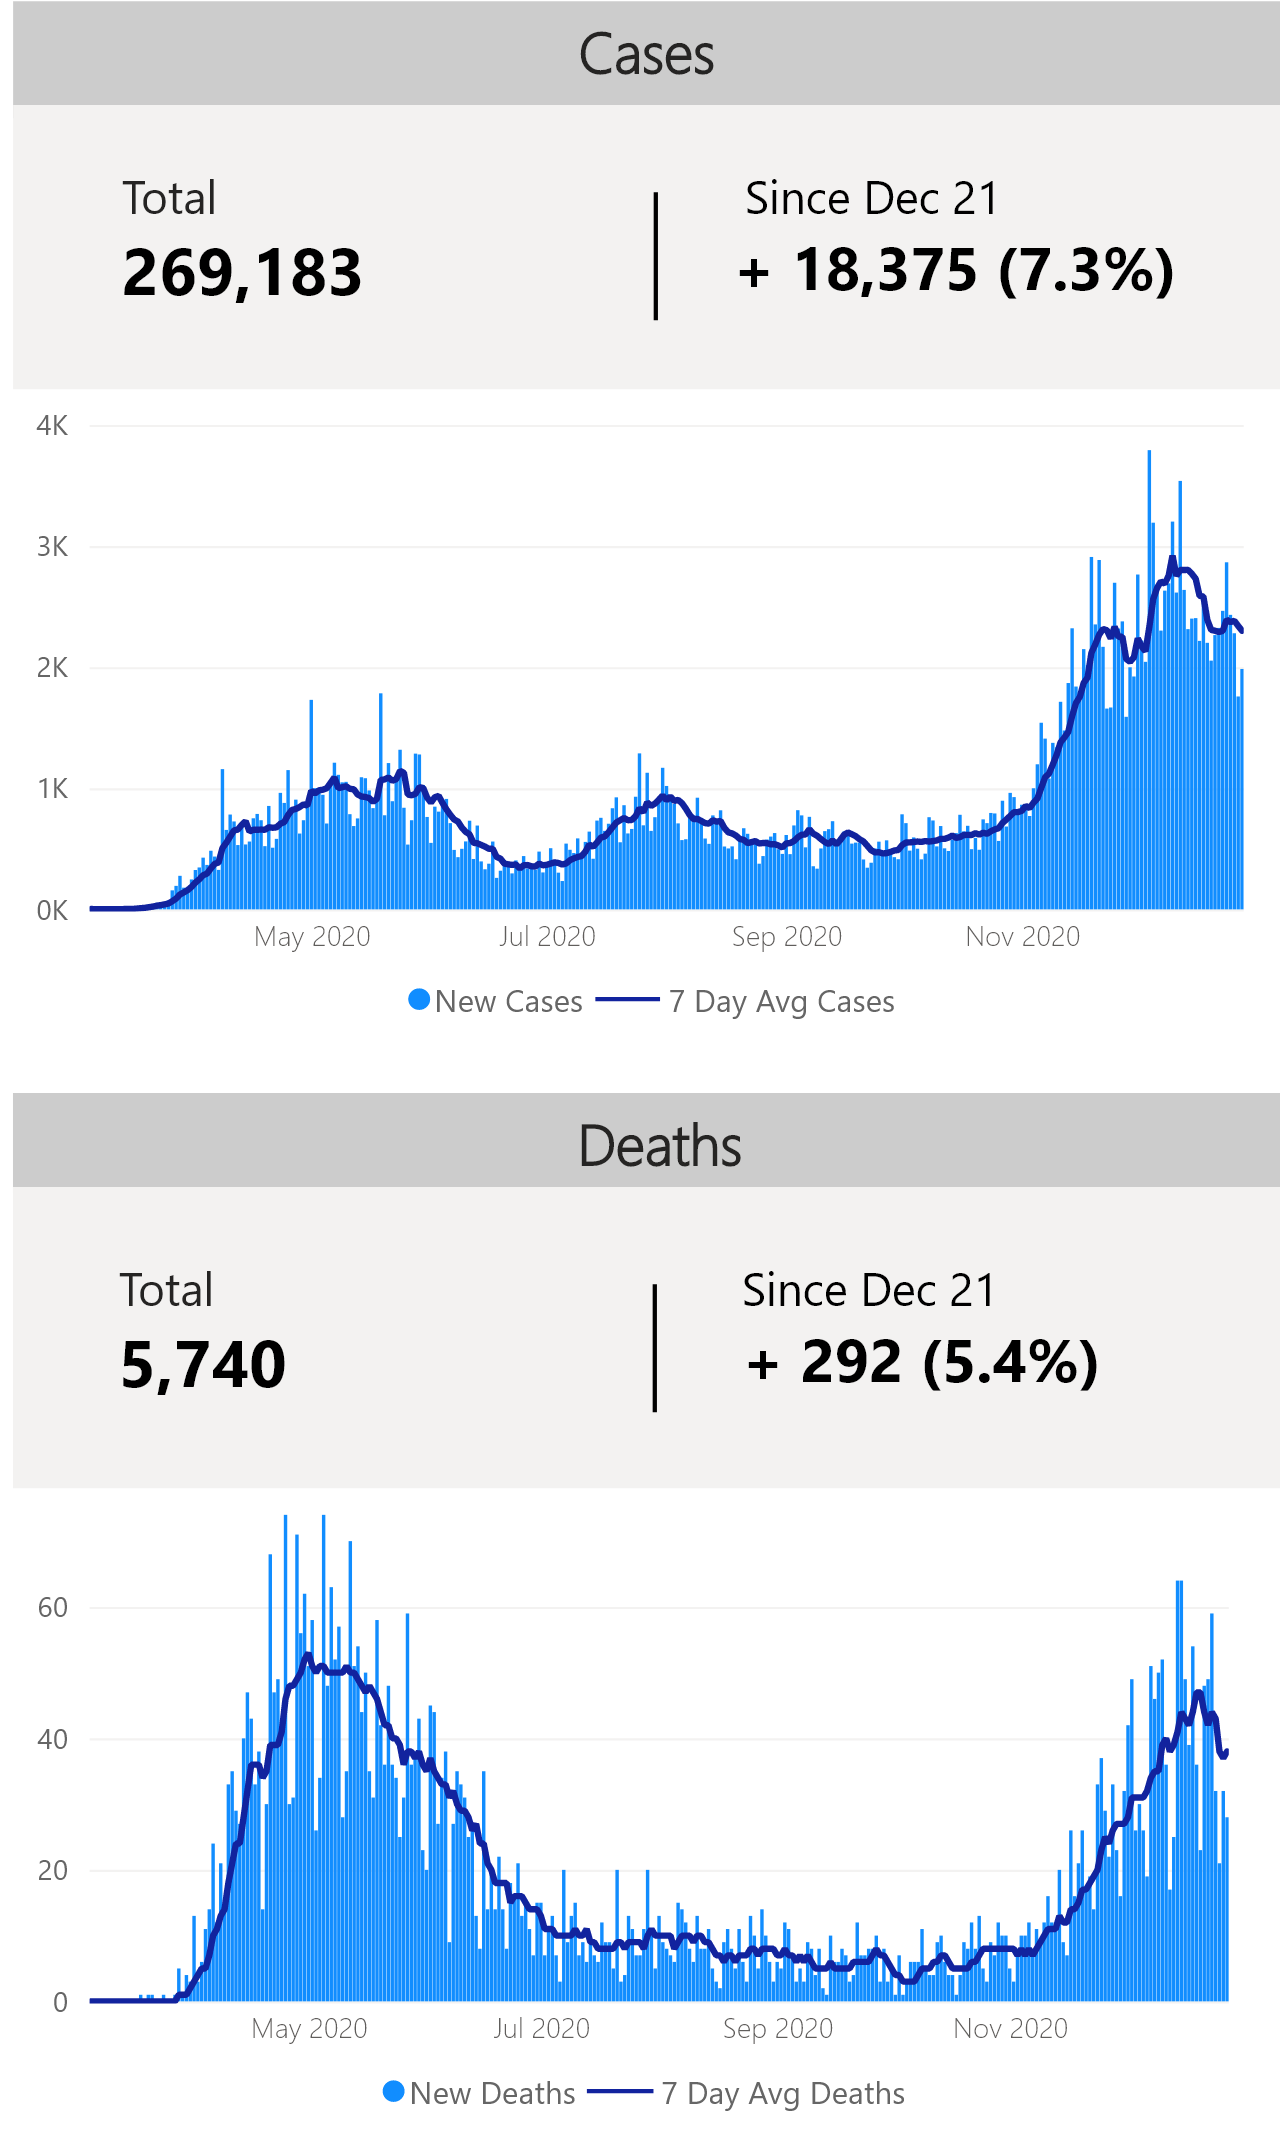 Cases
Total
Since Dec 21
269,183
+ 18,375 (7.3%)
4K
3K
2K
1K
0K
May 2020
Jul 2020
Sep 2020
Nov 2020
New Cases
7 Day Avg Cases
Deaths
Total
Since Dec 21
5,740
+ 292 (5.4%)
60
40
20
0
May 2020
Jul 2020
Sep 2020
Nov 2020
New Deaths
7 Day Avg Deaths